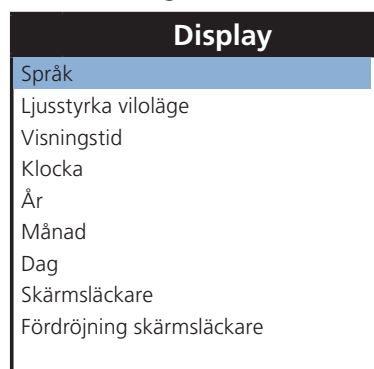 Display
Språk
Ljusstyrka viloläge
Visningstid
Klocka
År
Månad
Dag
Skärmsläckare
Fördröjning skärmsläckare